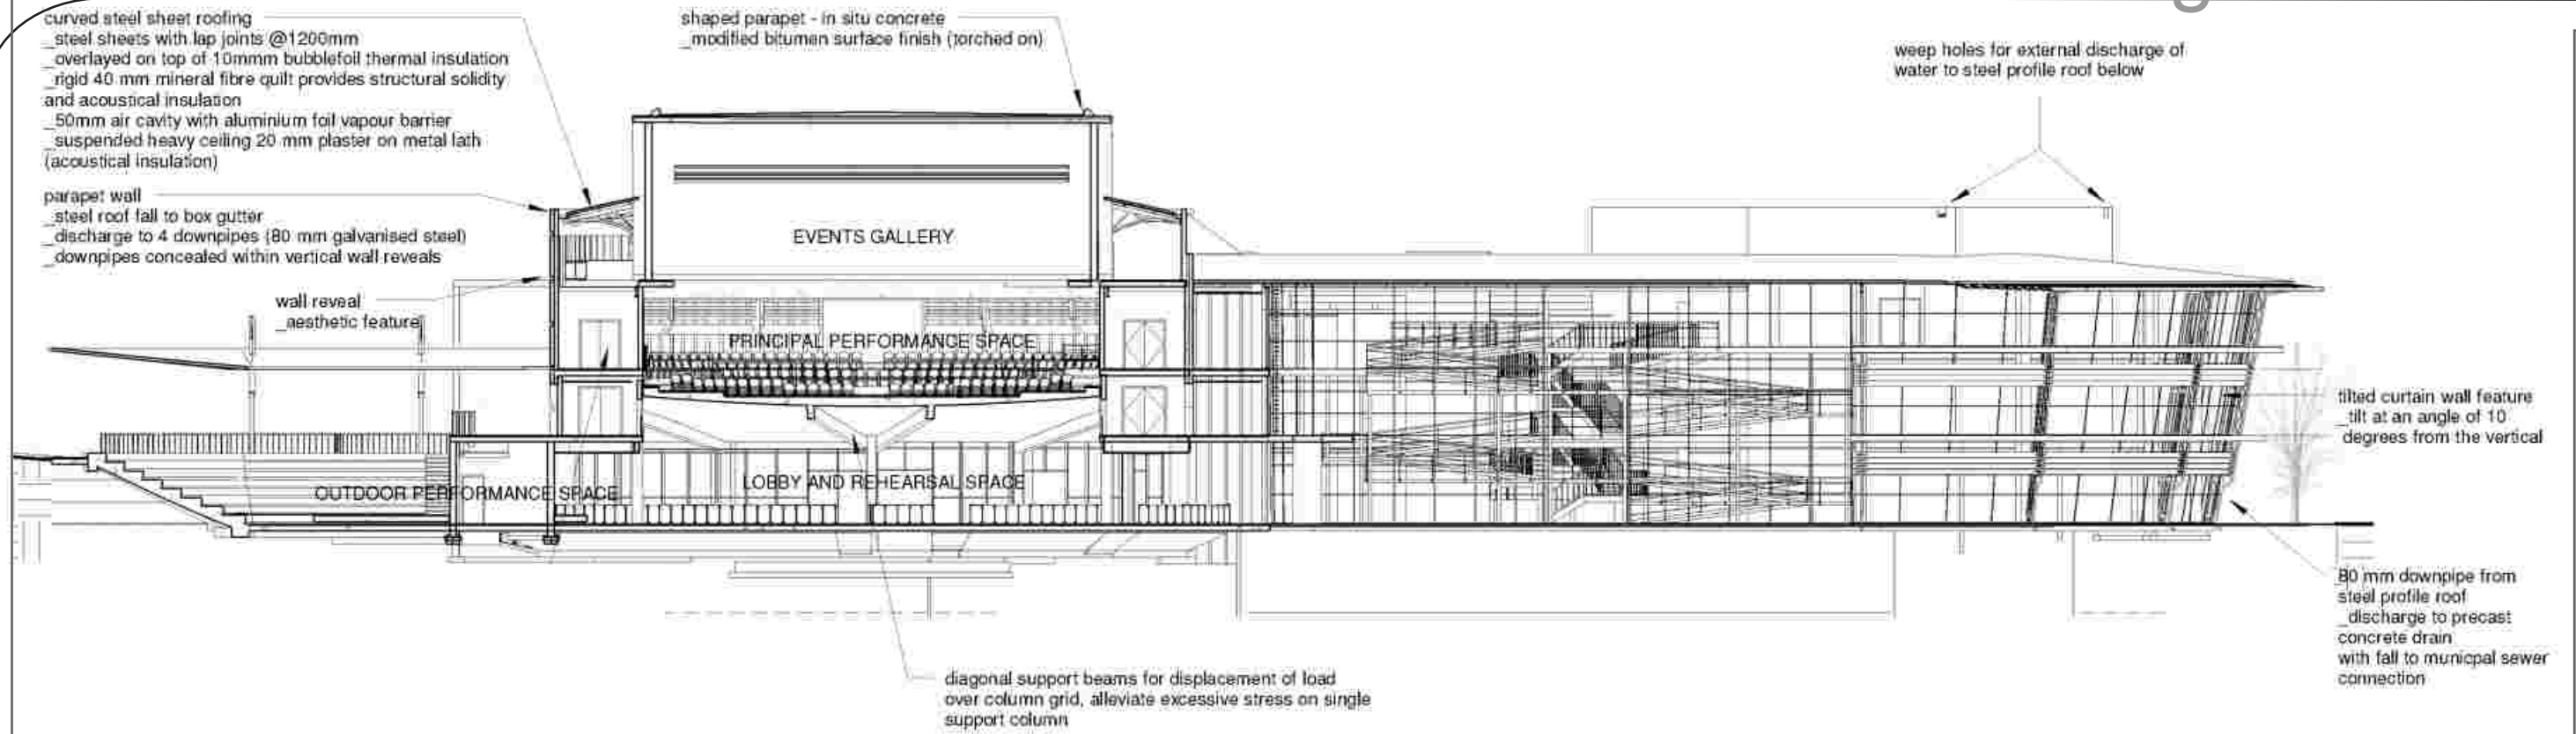 curved steel sheet roofing
_steel sheets with lap joints @1200mm
_overlayed on top of 10mmm bubblefoil thermal insulation
_rigid 40 mm mineral fibre quilt provides structural solidity
and acoustical insulation
_50mm air cavity with aluminium foil vapour barrier
_suspended heavy ceiling 20 mm plaster on metal lath
(acoustical insulation)
parapet wall
_steel roof fall to box gutter
_discharge to 4 downpipes (80 mm galvanised steel)
_downpipes concealed within vertical wall reveals
wall reveal
_aesthetic feature
shaped parapet - in situ concrete
_modified bitumen surface finish (torched on)
weep holes for external discharge of
water to steel profile roof below
EVENTS GALLERY
PRINCIPAL PERFORMANCE SPACE
OUTDOOR PERFORMANCE SPACE
LOBBY AND REHEARSAL SPACE
tilted curtain wall feature
_tilt at an angle of 10
degrees from the vertical
80 mm downpipe from
steel profile roof
_discharge to precast
concrete drain
with fall to municpal sewer
connection
diagonal support beams for displacement of load
over column grid, alleviate excessive stress on single
support column